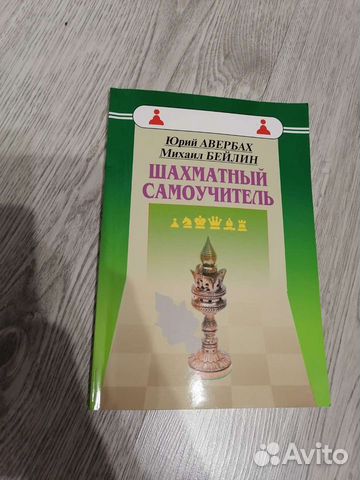 Юрий АВЕРБАХ
Михаил БЕЙЛИН
ШАХМАТНЫЙ
САМОУЧИТЕЛЬ
Avito